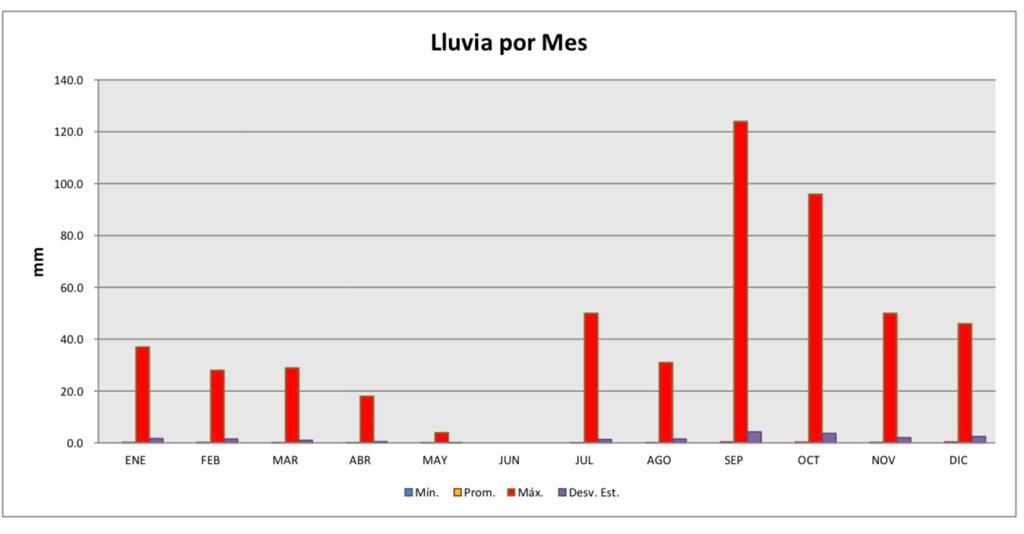 Lluvia por Mes
140.0
120.0
100.0
80.0
60.0
40.0
20.0
0.0
mm
ENE FEB MAR ABR MAY JUN JUL AGO SEP OCT NOV DIC
Mín. Prom. Máx. Desv. Est.